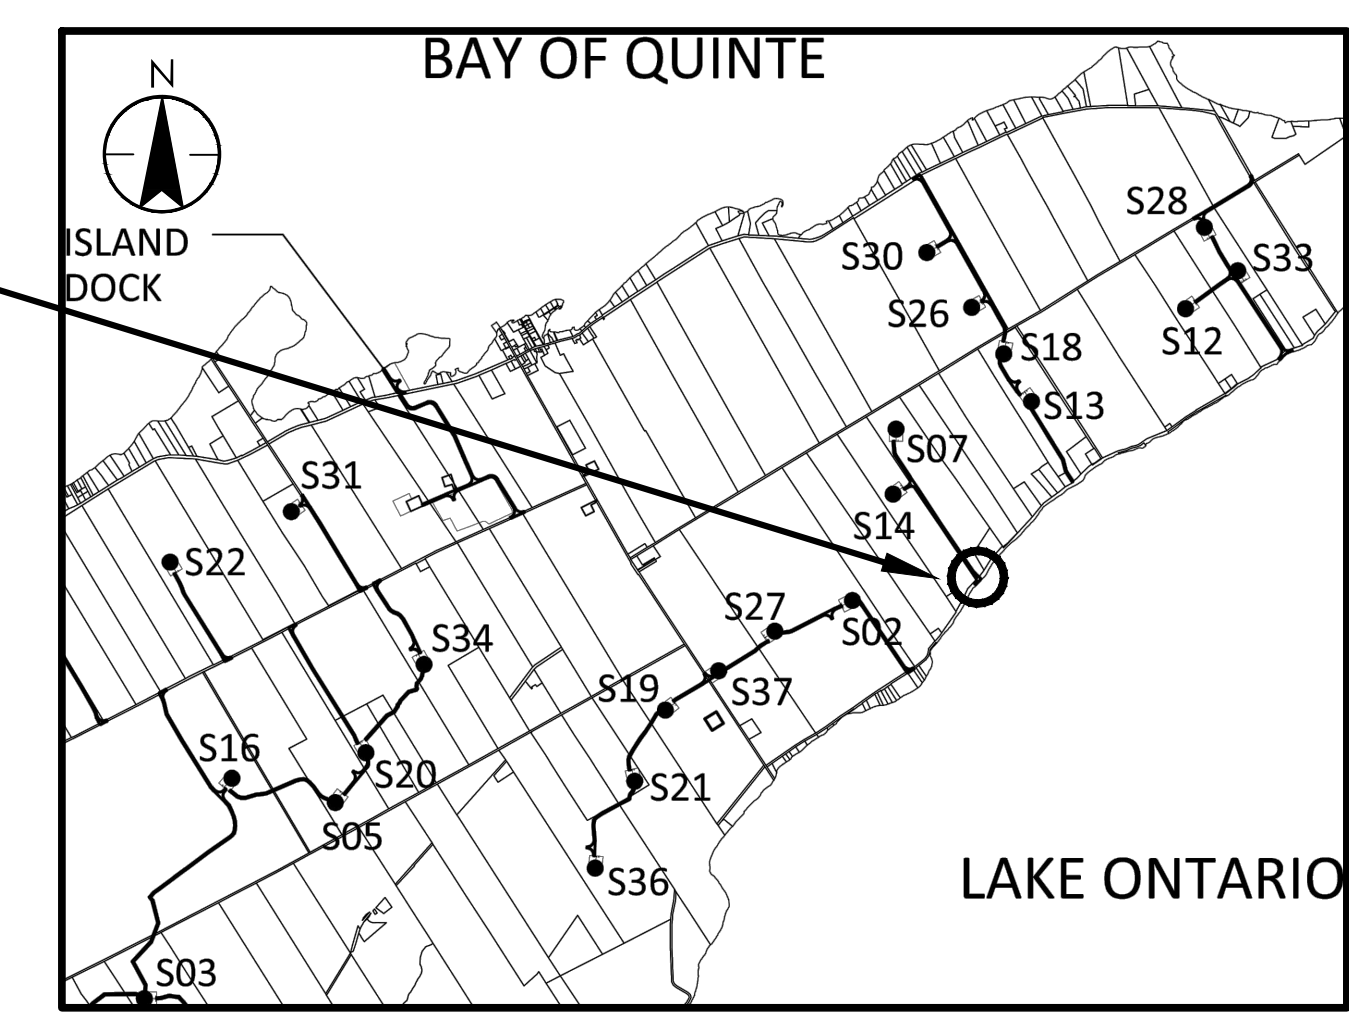 BAY OF QUINTE
N
ISLAND
DOCK
S28
S30
S33
S26
S12
S18
S13
S07
S31
S14
S22
S27
S02
S34
S19
S37
S16
S20
S21
S05
S36
LAKE ONTARIO
S03